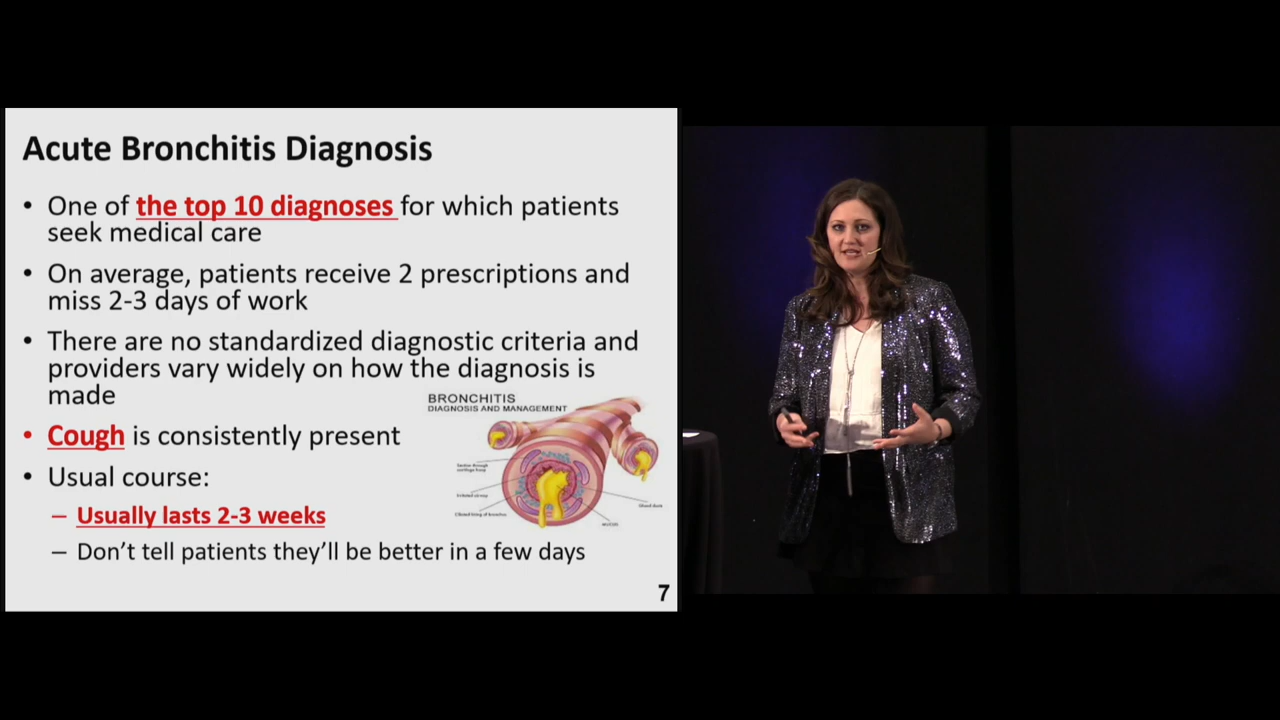 Acute Bronchitis Diagnosis
• One of the top 10 diagnoses for which patients
seek medical care
• On average, patients receive 2 prescriptions and
miss 2-3 days of work
• There are no standardized diagnostic criteria and
providers vary widely on how the diagnosis is
made
BRONCHITIS
DIAGNOSIS AND MANAGEMENT
• Cough is consistently present
• Usual course:
– Usually lasts 2-3 weeks
– Don’t tell patients they’ll be better in a few days
7